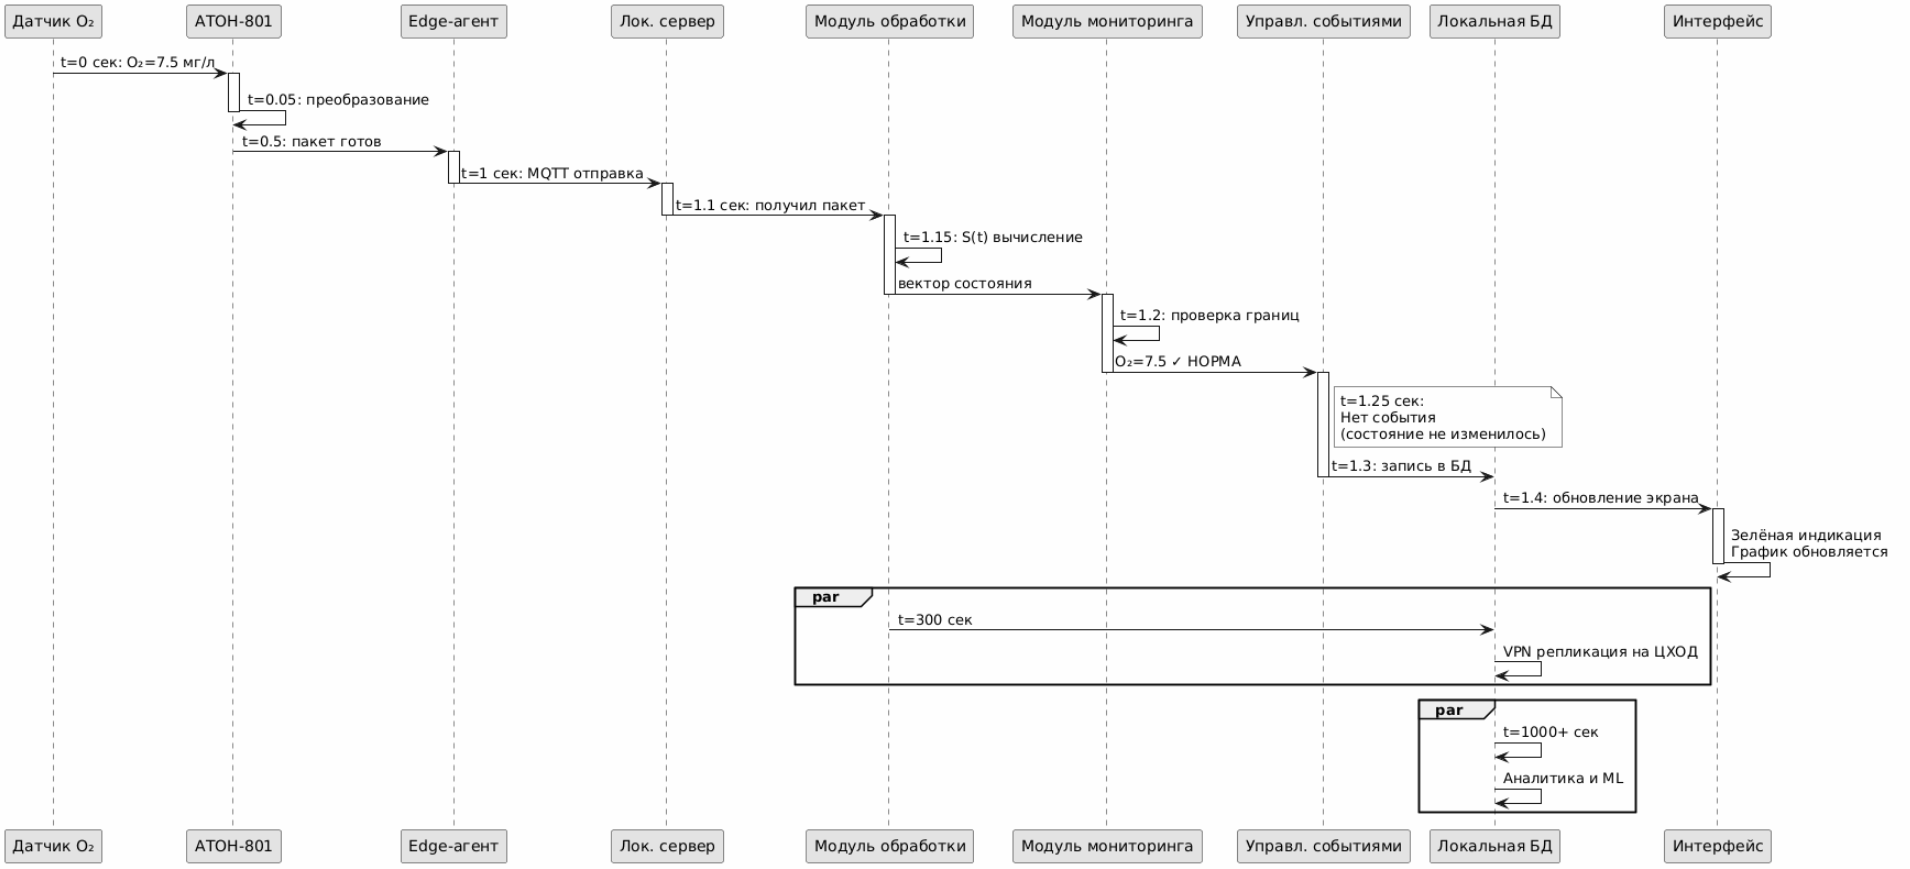 Датчик O₂
АТОН-801
Edge-агент
Лок. сервер
Модуль обработки
Модуль мониторинга
Управл. событиями
Локальная БД
Интерфейс
t=0 сек: O₂=7.5 мг/л
t=0.05: преобразование
t=0.5: пакет готов
t=1 сек: MQTT отправка
t=1.1 сек: получил пакет
t=1.15: S(t) вычисление
вектор состояния
t=1.2: проверка границ
O₂=7.5 ✓ НОРМА
t=1.25 сек:
Нет события
(состояние не изменилось)
t=1.3: запись в БД
t=1.4: обновление экрана
Зелёная индикация
График обновляется
par
t=300 сек
VPN репликация на ЦХОД
par
t=1000+ сек
Аналитика и ML
Датчик O₂
АТОН-801
Edge-агент
Лок. сервер
Модуль обработки
Модуль мониторинга
Управл. событиями
Локальная БД
Интерфейс